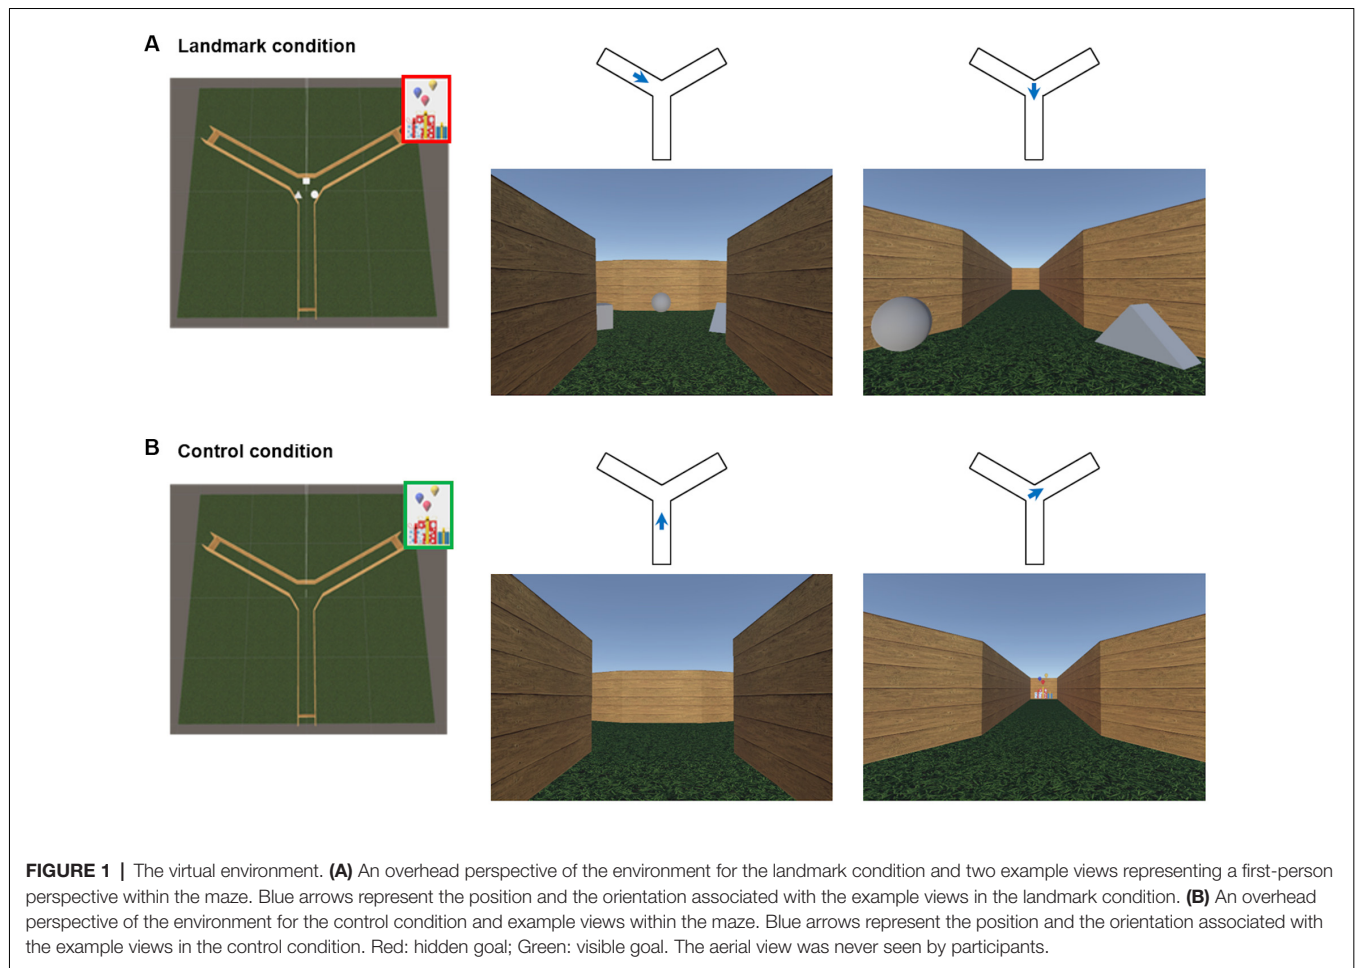 A Landmark condition
B Control condition
FIGURE 1 | The virtual environment. (A) An overhead perspective of the environment for the landmark condition and two example views representing a first-person
perspective within the maze. Blue arrows represent the position and the orientation associated with the example views in the landmark condition. (B) An overhead
perspective of the environment for the control condition and example views within the maze. Blue arrows represent the position and the orientation associated with
the example views in the control condition. Red: hidden goal; Green: visible goal. The aerial view was never seen by participants.